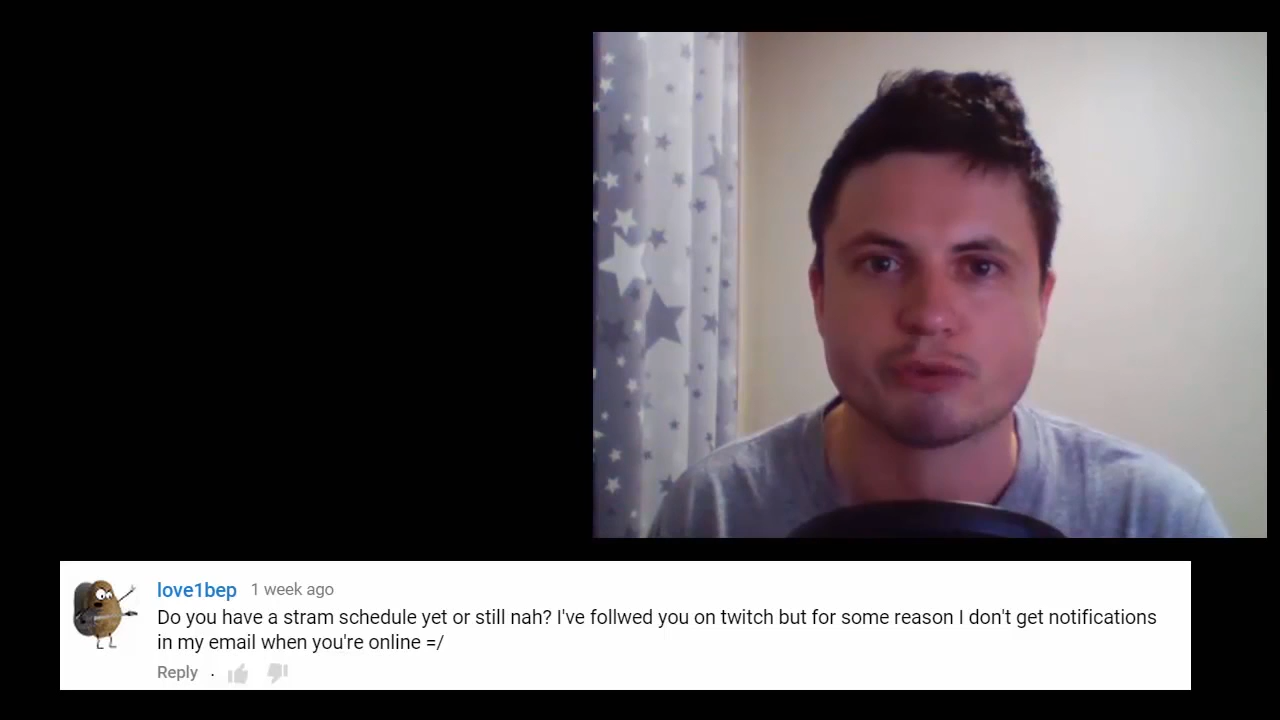 love1bep 1 week ago
Do you have a stram schedule yet or still nah? I've follwed you on twitch but for some reason I don't get notifications
in my email when you're online =/
Reply ·